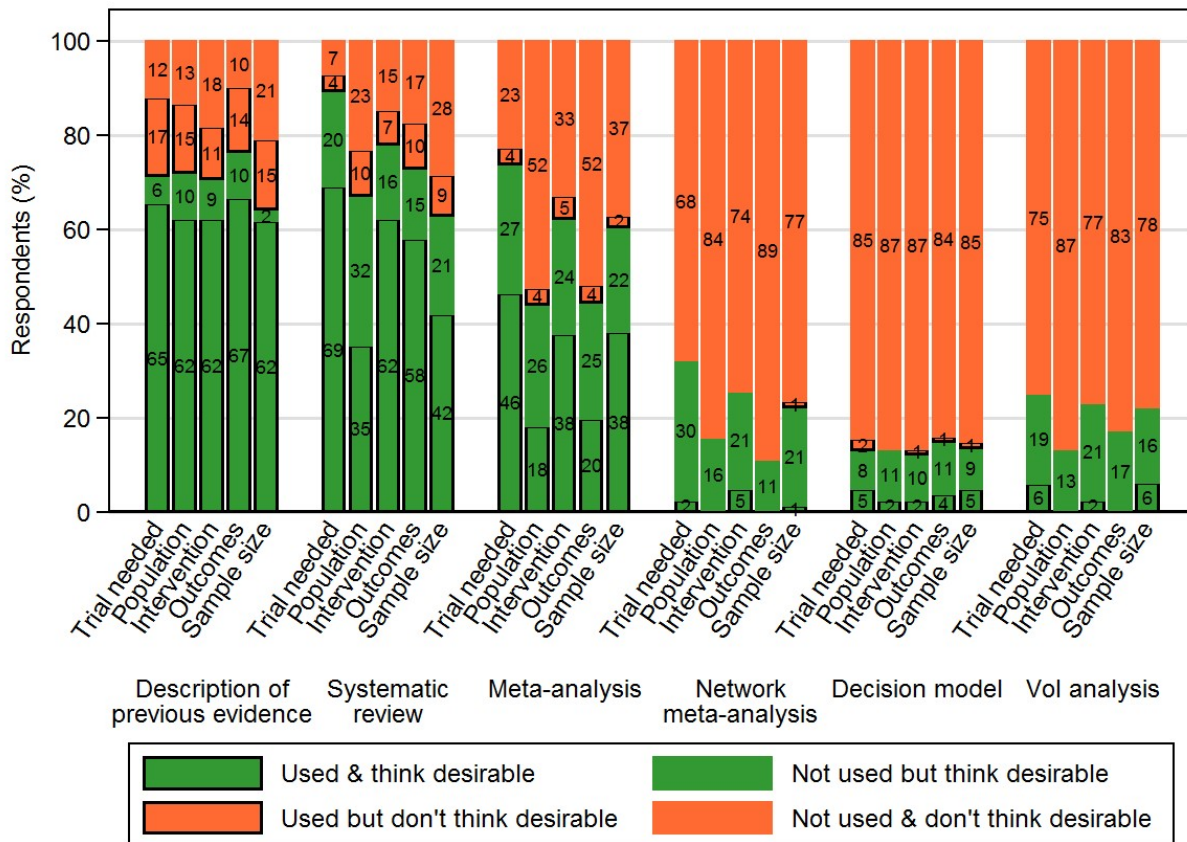 100
80
60
40
20
0
Respondents (%)
12 13 18 10 21
17 15 11 14 15
6 10 9 10 2
65 62 62 67 62
7 23 15 17 28
4 10 7 10 9
20 32 16 15 21
69 35 62 58 42
23 52 33 52 37
4 4 5 4 2
27 26 24 25 22
46 18 38 20 38
68 84 74 89 77
1
30 16 21 11 21
2 5 1
85 87 87 84 85
2 1 1 1
8 11 10 11 9
5 2 2 4 5
75 87 77 83 78
19 13 21 17 16
6 2 6
Trial needed
Population
Intervention
Outcomes
Sample size
Trial needed
Population
Intervention
Outcomes
Sample size
Trial needed
Population
Intervention
Outcomes
Sample size
Trial needed
Population
Intervention
Outcomes
Sample size
Trial needed
Population
Intervention
Outcomes
Sample size
Trial needed
Population
Intervention
Outcomes
Sample size
Description of
previous evidence
Systematic
review
Meta-analysis
Network
meta-analysis
Decision model
VoI analysis
Used & think desirable
Not used but think desirable
Used but don't think desirable
Not used & don't think desirable